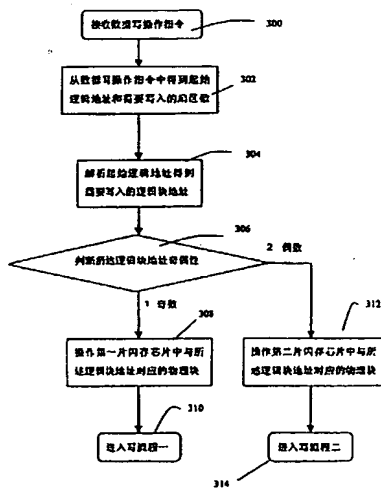 接收数据写操作指令
300
从数据写操作指令中得到起始
逻辑地址和需要写入的扇区数
302
304
解析起始逻辑地址得到
需要写入的逻辑块地址
306
判断所述逻辑块地址奇偶性
2 偶数
1 奇数
308
312
操作第一片闪存芯片中与所
述逻辑块地址对应的物理块
操作第二片闪存芯片中与所
述逻辑块地址对应的物理块
310
进入写流程一
进入写流程二
314